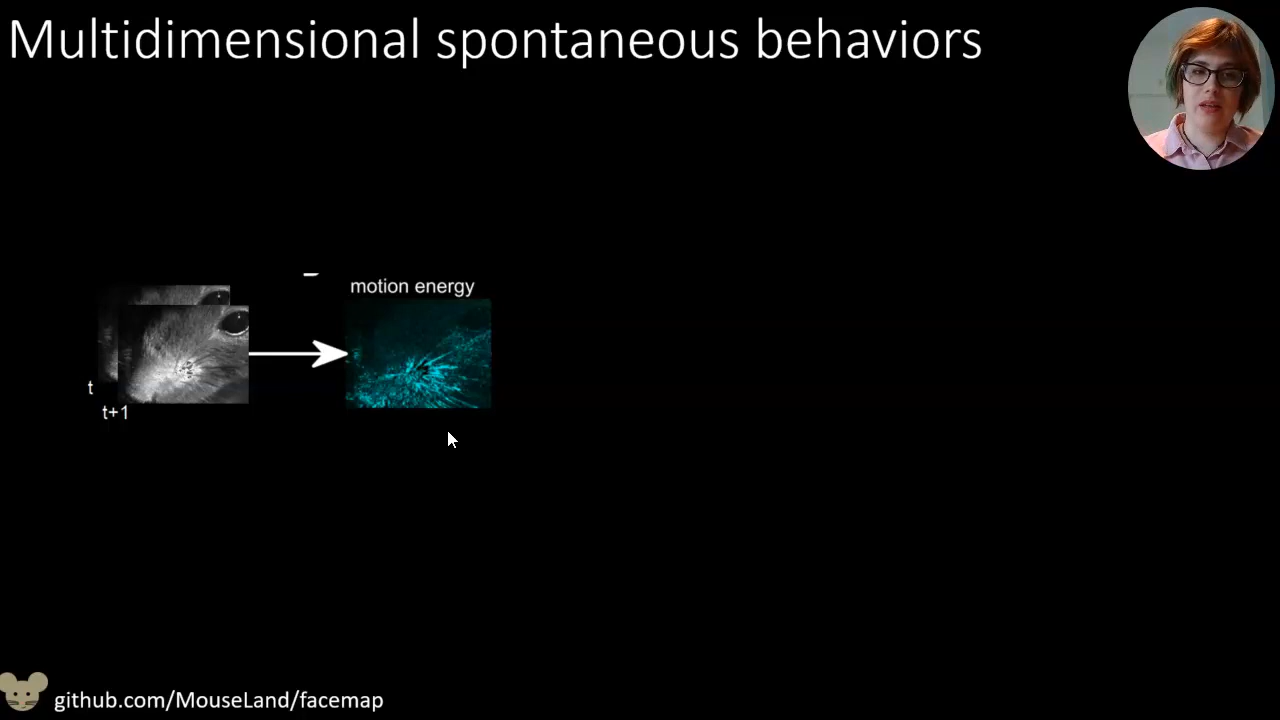 Multidimensional spontaneous behaviors
motion energy
t
t+1
github.com/MouseLand/facemap